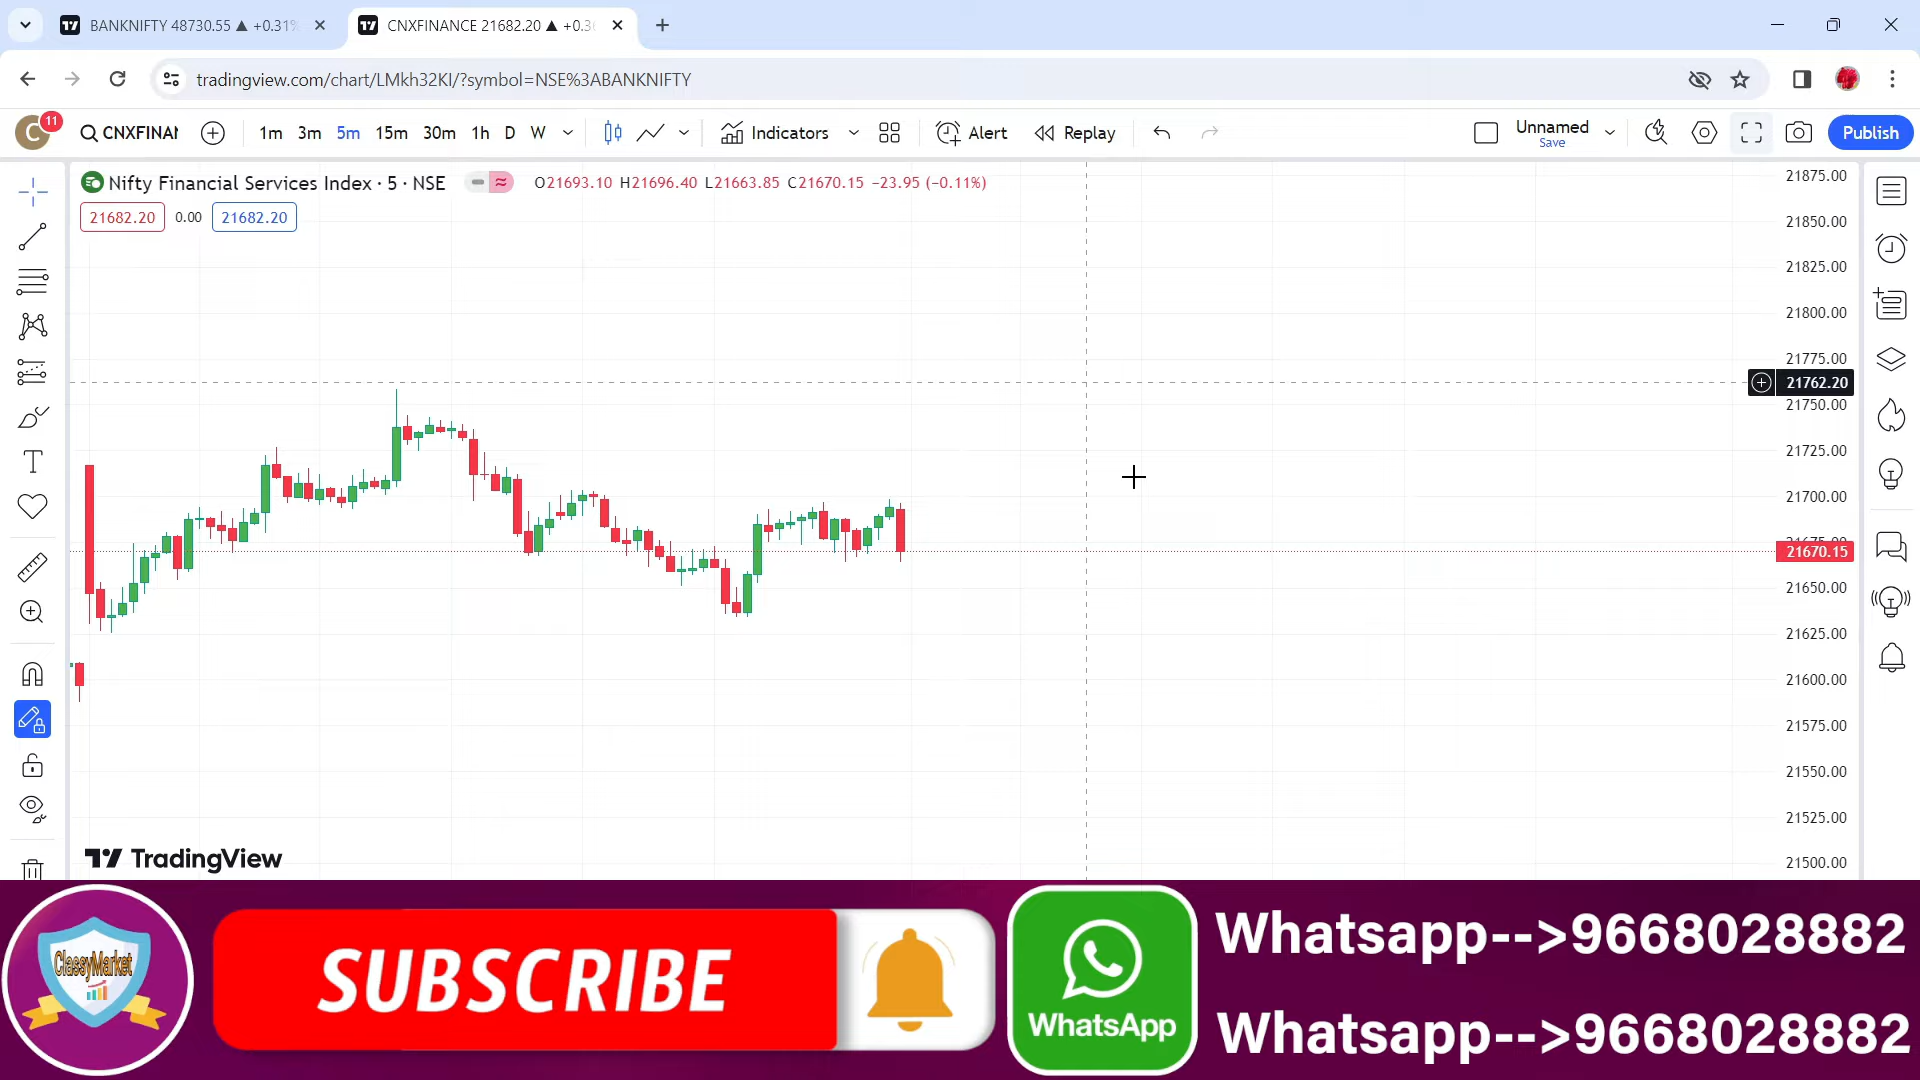 BANKNIFTY 48730.55 ▲ +0.31%
CNXFINANCE 21682.20 ▲ +0.3
tradingview.com/chart/LMkh32KI/?symbol=NSE%3ABANKNIFTY
C 11 CNXFINAN 1m 3m 5m 15m 30m 1h D W Indicators Alert Replay Unnamed Save Publish
Nifty Financial Services Index · 5 · NSE O21693.10 H21696.40 L21663.85 C21670.15 −23.95 (−0.11%)
21682.20 0.00 21682.20
21875.00
21850.00
21825.00
21800.00
21775.00
21762.20
21750.00
21725.00
21700.00
21675.00
21670.15
21650.00
21625.00
21600.00
21575.00
21550.00
21525.00
21500.00
TradingView
ClassyMarket
SUBSCRIBE
WhatsApp
Whatsapp-->9668028882
Whatsapp-->9668028882